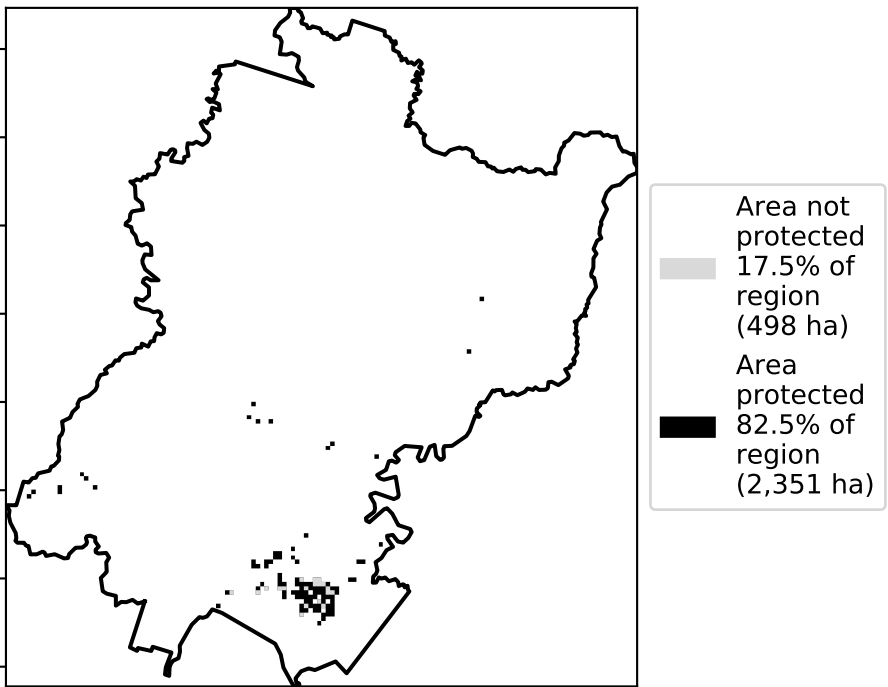 Area not
protected
17.5% of
region
(498 ha)
Area
protected
82.5% of
region
(2,351 ha)